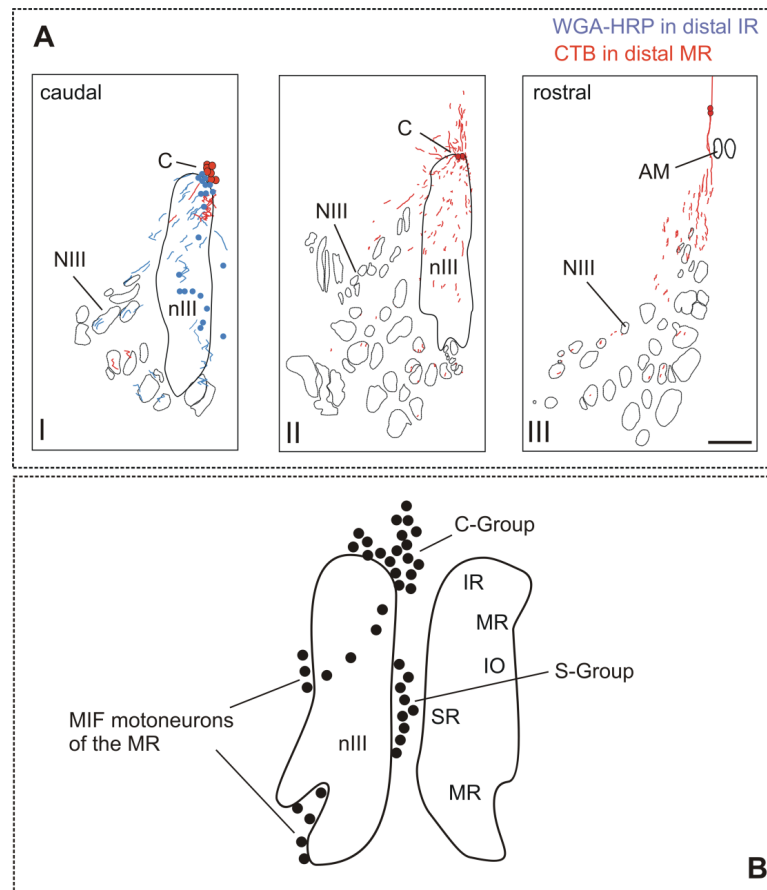 A
WGA-HRP in distal IR
CTB in distal MR
caudal
C
NIII
nIII
I
C
NIII
nIII
II
rostral
AM
NIII
III
C-Group
IR
MR
IO
S-Group
SR
MIF motoneurons
of the MR
nIII
MR
B